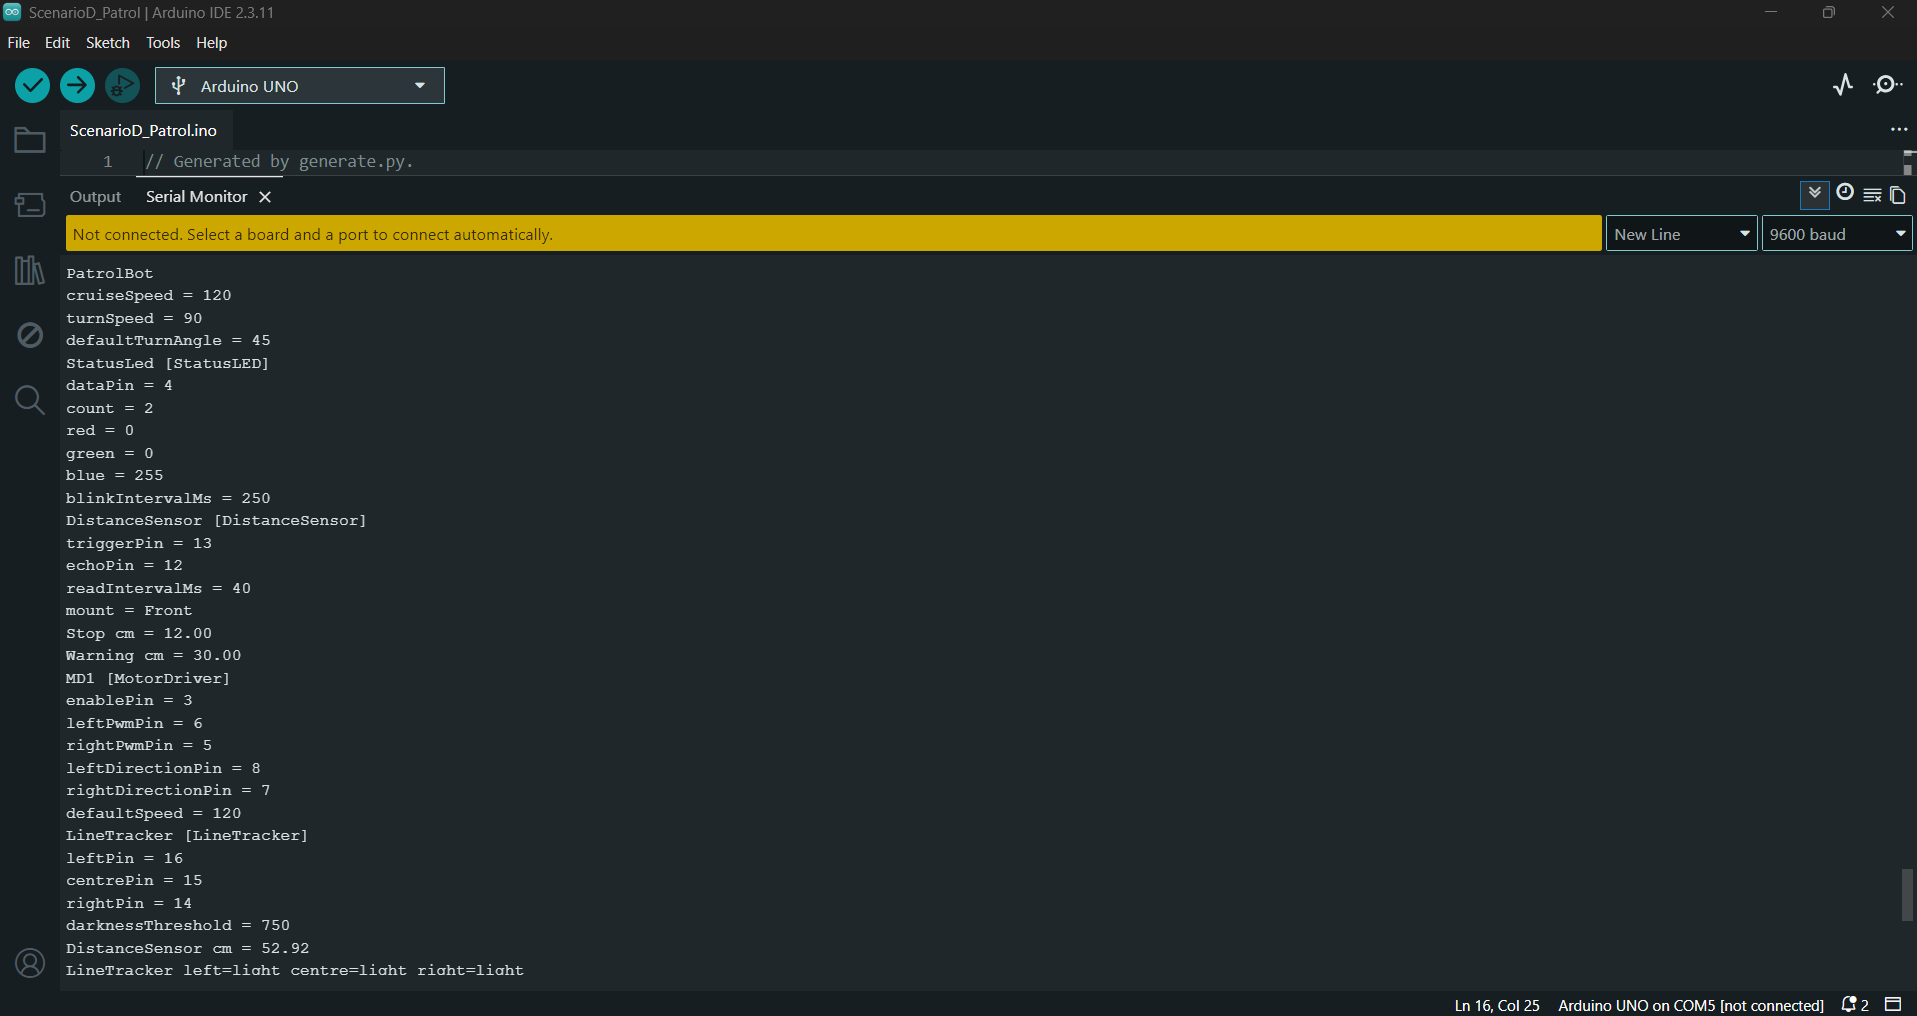 ScenarioD_Patrol | Arduino IDE 2.3.11
File Edit Sketch Tools Help
Arduino UNO
ScenarioD_Patrol.ino
1 // Generated by generate.py.
Output Serial Monitor
Not connected. Select a board and a port to connect automatically.
New Line
9600 baud
PatrolBot
cruiseSpeed = 120
turnSpeed = 90
defaultTurnAngle = 45
StatusLed [StatusLED]
dataPin = 4
count = 2
red = 0
green = 0
blue = 255
blinkIntervalMs = 250
DistanceSensor [DistanceSensor]
triggerPin = 13
echoPin = 12
readIntervalMs = 40
mount = Front
Stop cm = 12.00
Warning cm = 30.00
MD1 [MotorDriver]
enablePin = 3
leftPwmPin = 6
rightPwmPin = 5
leftDirectionPin = 8
rightDirectionPin = 7
defaultSpeed = 120
LineTracker [LineTracker]
leftPin = 16
centrePin = 15
rightPin = 14
darknessThreshold = 750
DistanceSensor cm = 52.92
LineTracker left=light centre=light right=light
Ln 16, Col 25 Arduino UNO on COM5 [not connected] 2